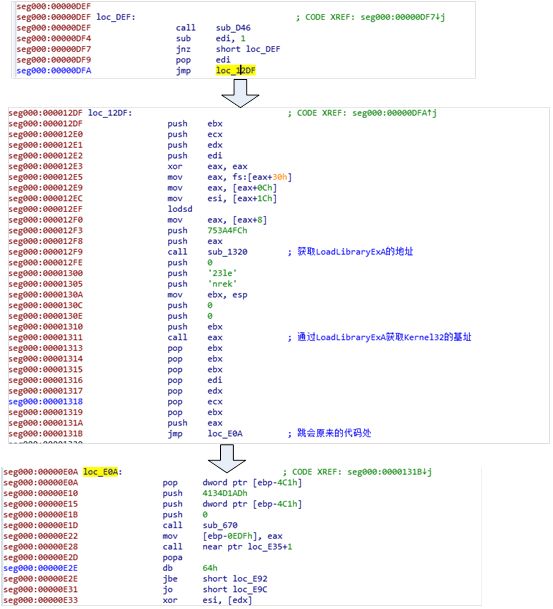 seg000:00000DEF
seg000:00000DEF loc_DEF: ; CODE XREF: seg000:00000DF7↓j
seg000:00000DEF call sub_D46
seg000:00000DF4 sub edi, 1
seg000:00000DF7 jnz short loc_DEF
seg000:00000DF9 pop edi
seg000:00000DFA jmp loc_12DF
seg000:000012DF loc_12DF: ; CODE XREF: seg000:00000DFA↑j
seg000:000012DF push ebx
seg000:000012E0 push ecx
seg000:000012E1 push edx
seg000:000012E2 push edi
seg000:000012E3 xor eax, eax
seg000:000012E5 mov eax, fs:[eax+30h]
seg000:000012E9 mov eax, [eax+0Ch]
seg000:000012EC mov esi, [eax+1Ch]
seg000:000012EF lodsd
seg000:000012F0 mov eax, [eax+8]
seg000:000012F3 push 753A4FCh
seg000:000012F8 push eax
seg000:000012F9 call sub_1320 ; 获取LoadLibraryExA的地址
seg000:000012FE push 0
seg000:00001300 push '23le'
seg000:00001305 push 'nrek'
seg000:0000130A mov ebx, esp
seg000:0000130C push 0
seg000:0000130E push 0
seg000:00001310 push ebx
seg000:00001311 call eax ; 通过LoadLibraryExA获取Kernel32的基址
seg000:00001313 pop ebx
seg000:00001314 pop ebx
seg000:00001315 pop ebx
seg000:00001316 pop edi
seg000:00001317 pop edx
seg000:00001318 pop ecx
seg000:00001319 pop ebx
seg000:0000131A push eax
seg000:0000131B jmp loc_E0A ; 跳会原来的代码处
seg000:00000E0A loc_E0A: ; CODE XREF: seg000:0000131B↓j
seg000:00000E0A pop dword ptr [ebp-4C1h]
seg000:00000E10 push 4134D1ADh
seg000:00000E15 push dword ptr [ebp-4C1h]
seg000:00000E1B push 0
seg000:00000E1D call sub_670
seg000:00000E22 mov [ebp-0EDFh], eax
seg000:00000E28 call near ptr loc_E35+1
seg000:00000E2D popa
seg000:00000E2E db 64h
seg000:00000E2E jbe short loc_E92
seg000:00000E31 jo short loc_E9C
seg000:00000E33 xor esi, [edx]